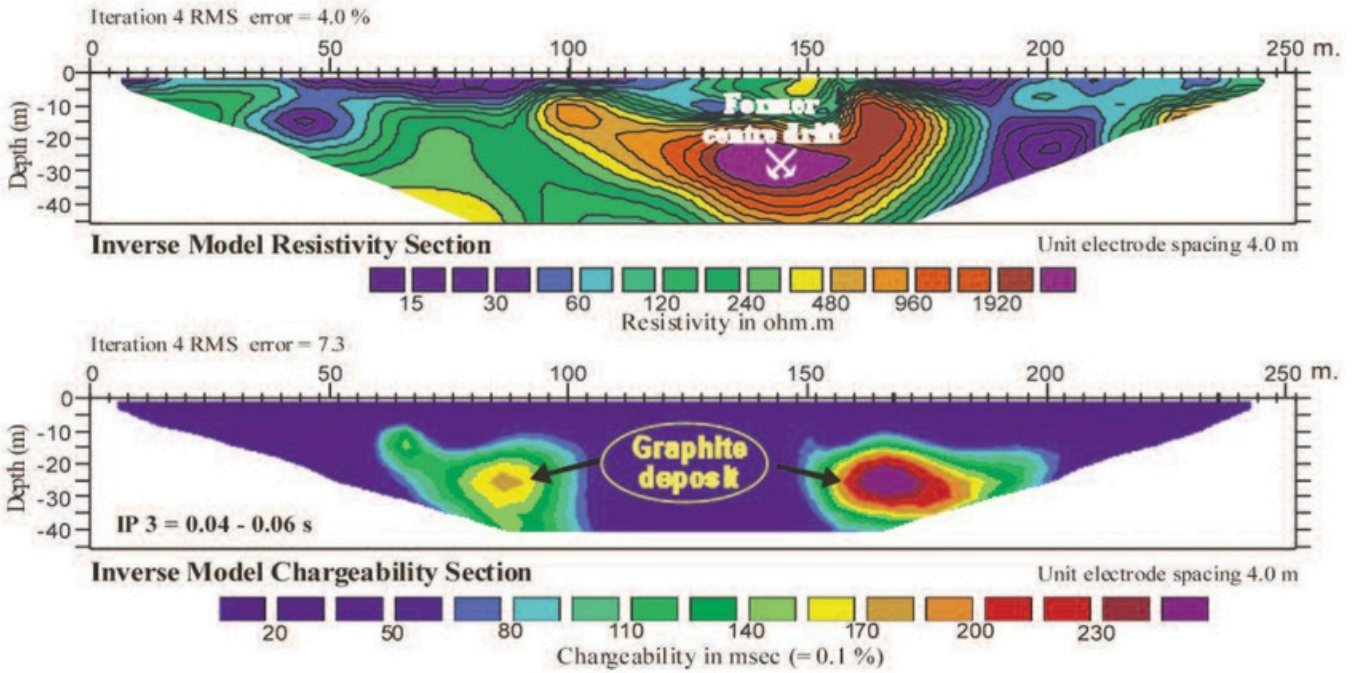 Iteration 4 RMS error = 4.0 %
0 50 100 150 200 250 m.
0
-10
-20
-30
-40
Depth (m)
Former
centre drift
Inverse Model Resistivity Section
Unit electrode spacing 4.0 m
15 30 60 120 240 480 960 1920
Resistivity in ohm.m
Iteration 4 RMS error = 7.3
0 50 100 150 200 250 m.
0
-10
-20
-30
-40
Depth (m)
Graphite
deposit
IP 3 = 0.04 - 0.06 s
Inverse Model Chargeability Section
Unit electrode spacing 4.0 m
20 50 80 110 140 170 200 230
Chargeability in msec (= 0.1 %)